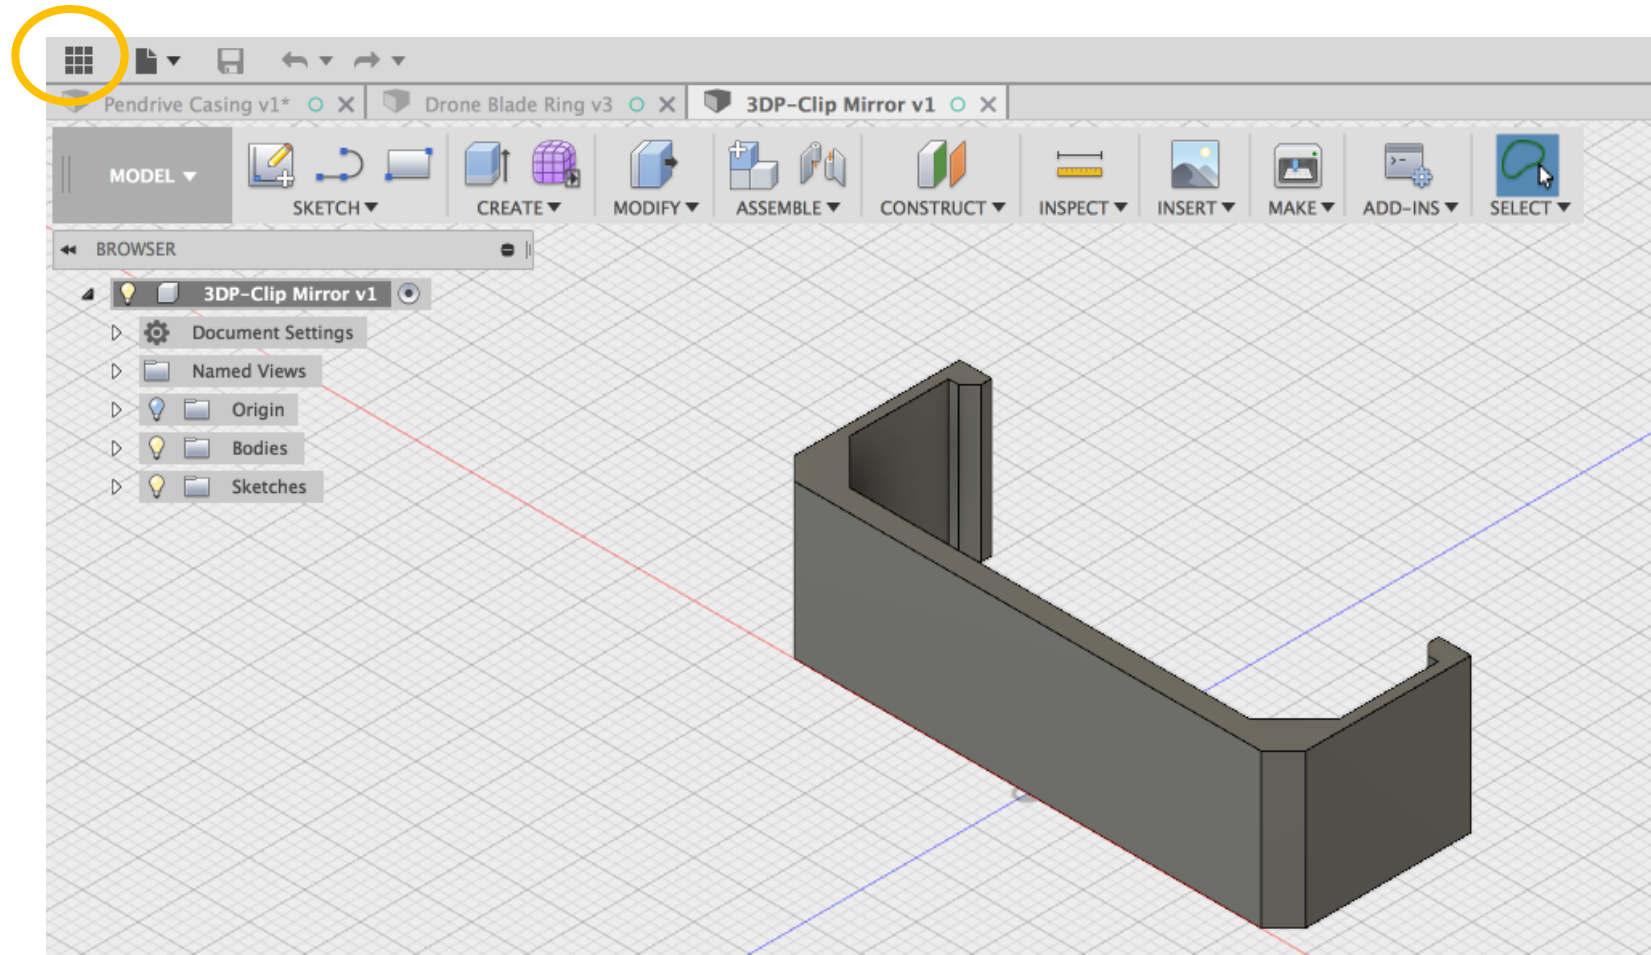 Pendrive Casing v1*
Drone Blade Ring v3
3DP-Clip Mirror v1
MODEL
SKETCH
CREATE
MODIFY
ASSEMBLE
CONSTRUCT
INSPECT
INSERT
MAKE
ADD-INS
SELECT
BROWSER
3DP-Clip Mirror v1
Document Settings
Named Views
Origin
Bodies
Sketches